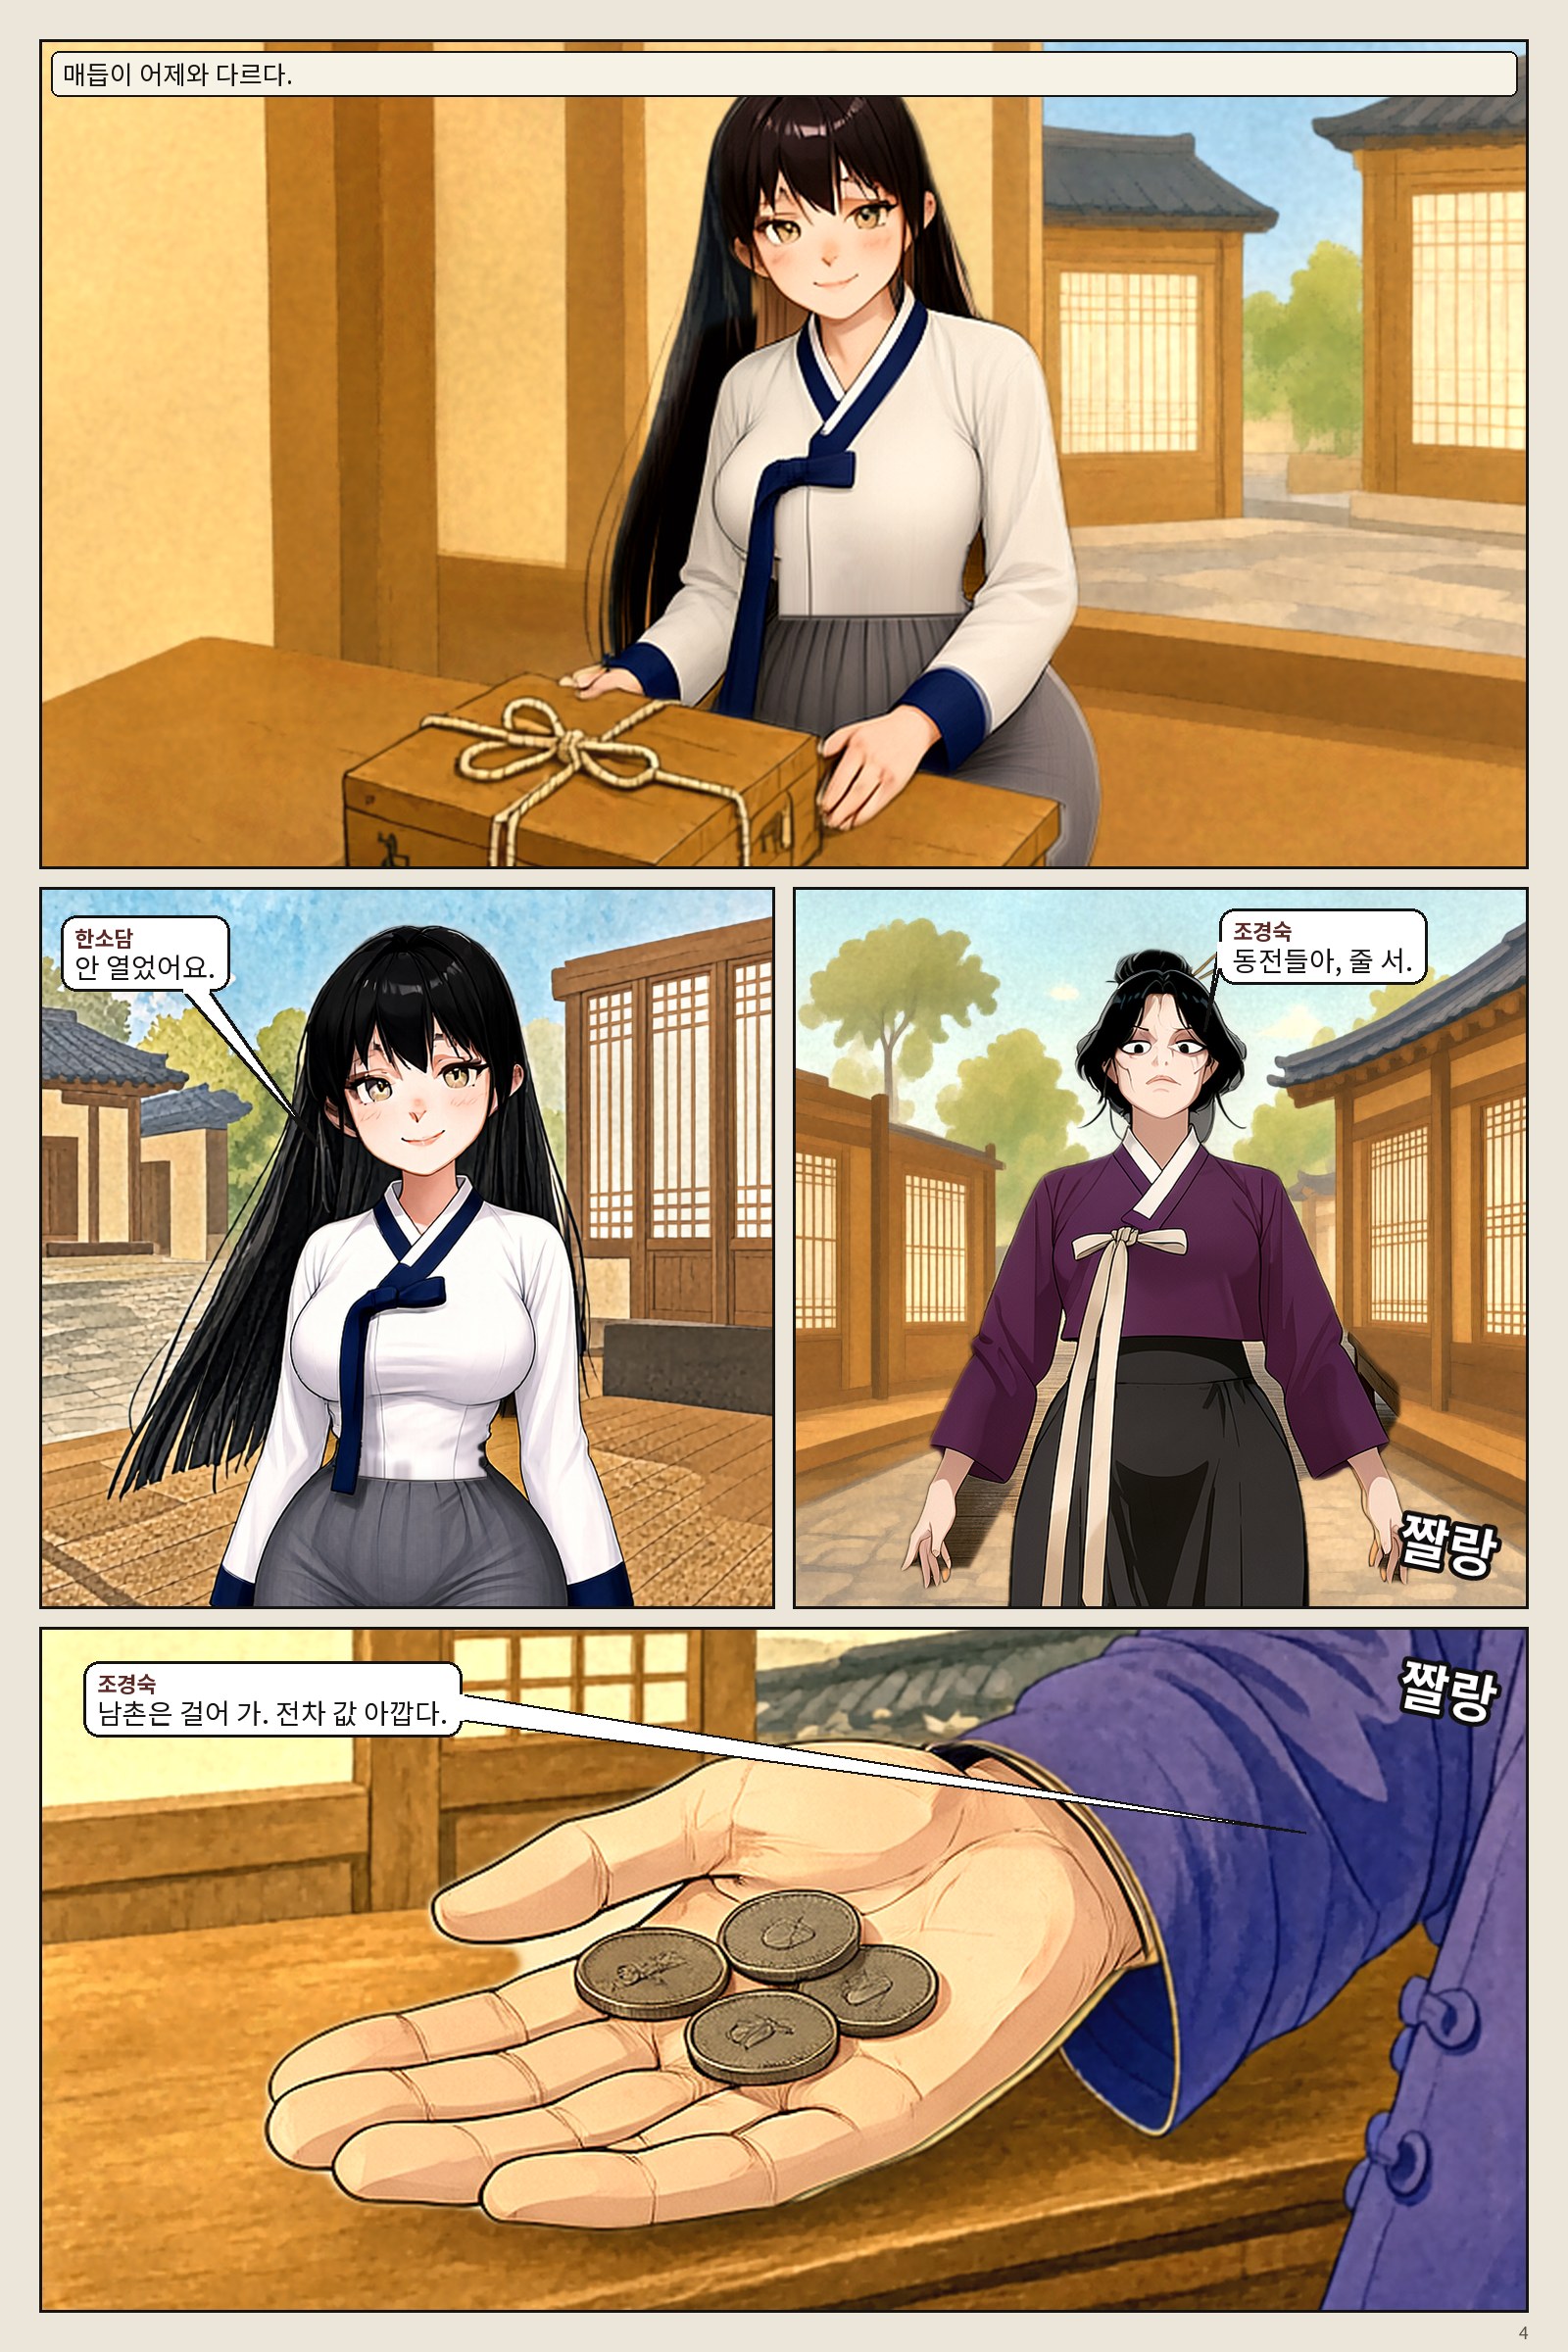 매듭이 어제와 다르다.
한소담
안 열었어요.
조경숙
동전들아, 줄 서.
짤랑
조경숙
남촌은 걸어 가. 전차 값 아깝다.
짤랑
4